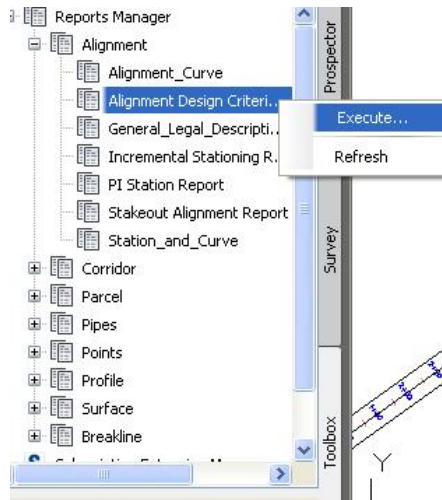 Reports Manager
Alignment
Alignment_Curve
Alignment Design Criteri...
General_Legal_Descripti...
Incremental Stationing R...
PI Station Report
Stakeout Alignment Report
Station_and_Curve
Corridor
Parcel
Pipes
Points
Profile
Surface
Breakline
Execute...
Refresh
Prospector
Survey
Toolbox
Y